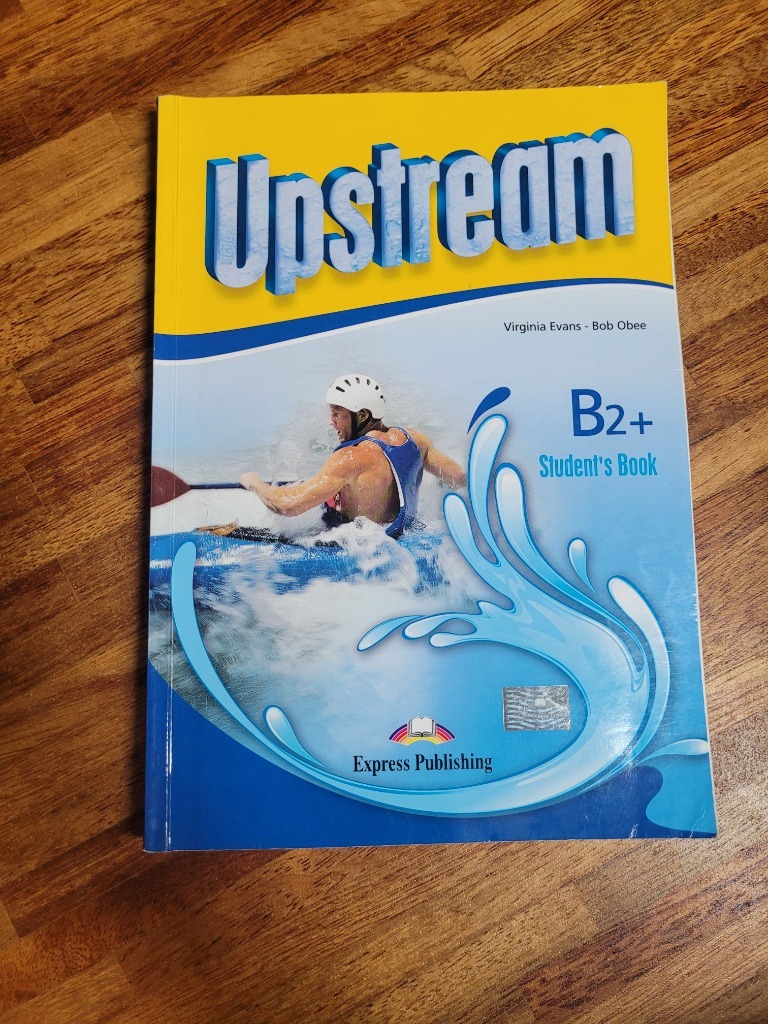 Upstream
Virginia Evans - Bob Obee
B2+
Student's Book
Express Publishing